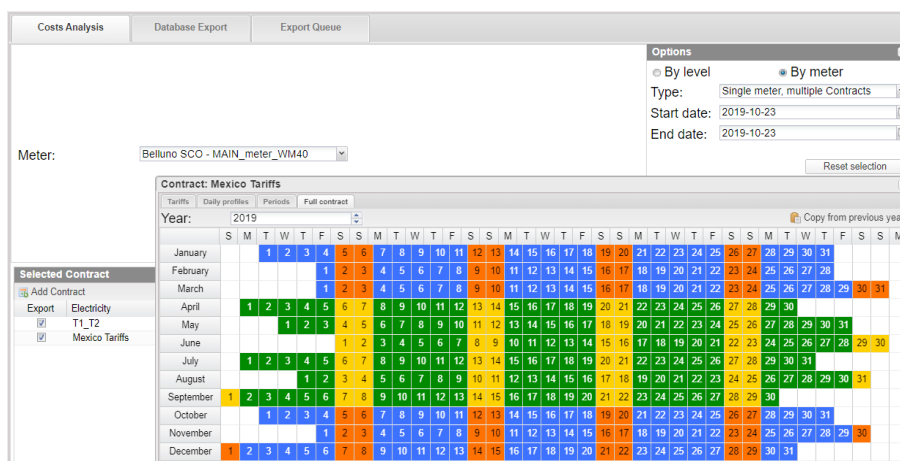 Costs Analysis Database Export Export Queue
Options
By level By meter
Type: Single meter, multiple Contracts
Start date: 2019-10-23
End date: 2019-10-23
Reset selection
Meter: Belluno SCO - MAIN_meter_WM40
Contract: Mexico Tariffs
Tariffs Daily profiles Periods Full contract
Year: 2019 Copy from previous yea
S M T W T F S S M T W T F S S M T W T F S S M T W T F S S M T W T F S S M
January 1 2 3 4 5 6 7 8 9 10 11 12 13 14 15 16 17 18 19 20 21 22 23 24 25 26 27 28 29 30 31
February 1 2 3 4 5 6 7 8 9 10 11 12 13 14 15 16 17 18 19 20 21 22 23 24 25 26 27 28
March 1 2 3 4 5 6 7 8 9 10 11 12 13 14 15 16 17 18 19 20 21 22 23 24 25 26 27 28 29 30 31
April 1 2 3 4 5 6 7 8 9 10 11 12 13 14 15 16 17 18 19 20 21 22 23 24 25 26 27 28 29 30
May 1 2 3 4 5 6 7 8 9 10 11 12 13 14 15 16 17 18 19 20 21 22 23 24 25 26 27 28 29 30 31
June 1 2 3 4 5 6 7 8 9 10 11 12 13 14 15 16 17 18 19 20 21 22 23 24 25 26 27 28 29 30
July 1 2 3 4 5 6 7 8 9 10 11 12 13 14 15 16 17 18 19 20 21 22 23 24 25 26 27 28 29 30 31
August 1 2 3 4 5 6 7 8 9 10 11 12 13 14 15 16 17 18 19 20 21 22 23 24 25 26 27 28 29 30 31
September 1 2 3 4 5 6 7 8 9 10 11 12 13 14 15 16 17 18 19 20 21 22 23 24 25 26 27 28 29 30
October 1 2 3 4 5 6 7 8 9 10 11 12 13 14 15 16 17 18 19 20 21 22 23 24 25 26 27 28 29 30 31
November 1 2 3 4 5 6 7 8 9 10 11 12 13 14 15 16 17 18 19 20 21 22 23 24 25 26 27 28 29 30
December 1 2 3 4 5 6 7 8 9 10 11 12 13 14 15 16 17 18 19 20 21 22 23 24 25 26 27 28 29 30 31
Selected Contract
Add Contract
Export Electricity
T1_T2
Mexico Tariffs